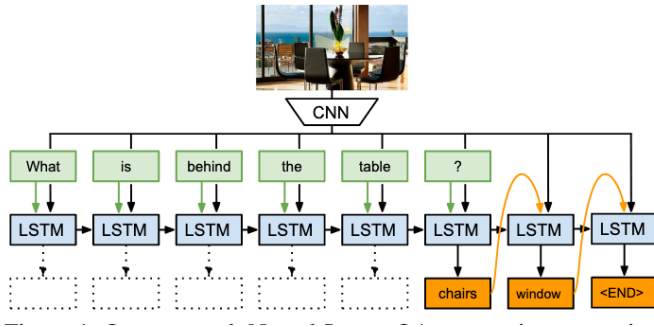 CNN
What is behind the table ?
LSTM LSTM LSTM LSTM LSTM LSTM LSTM LSTM
chairs window <END>